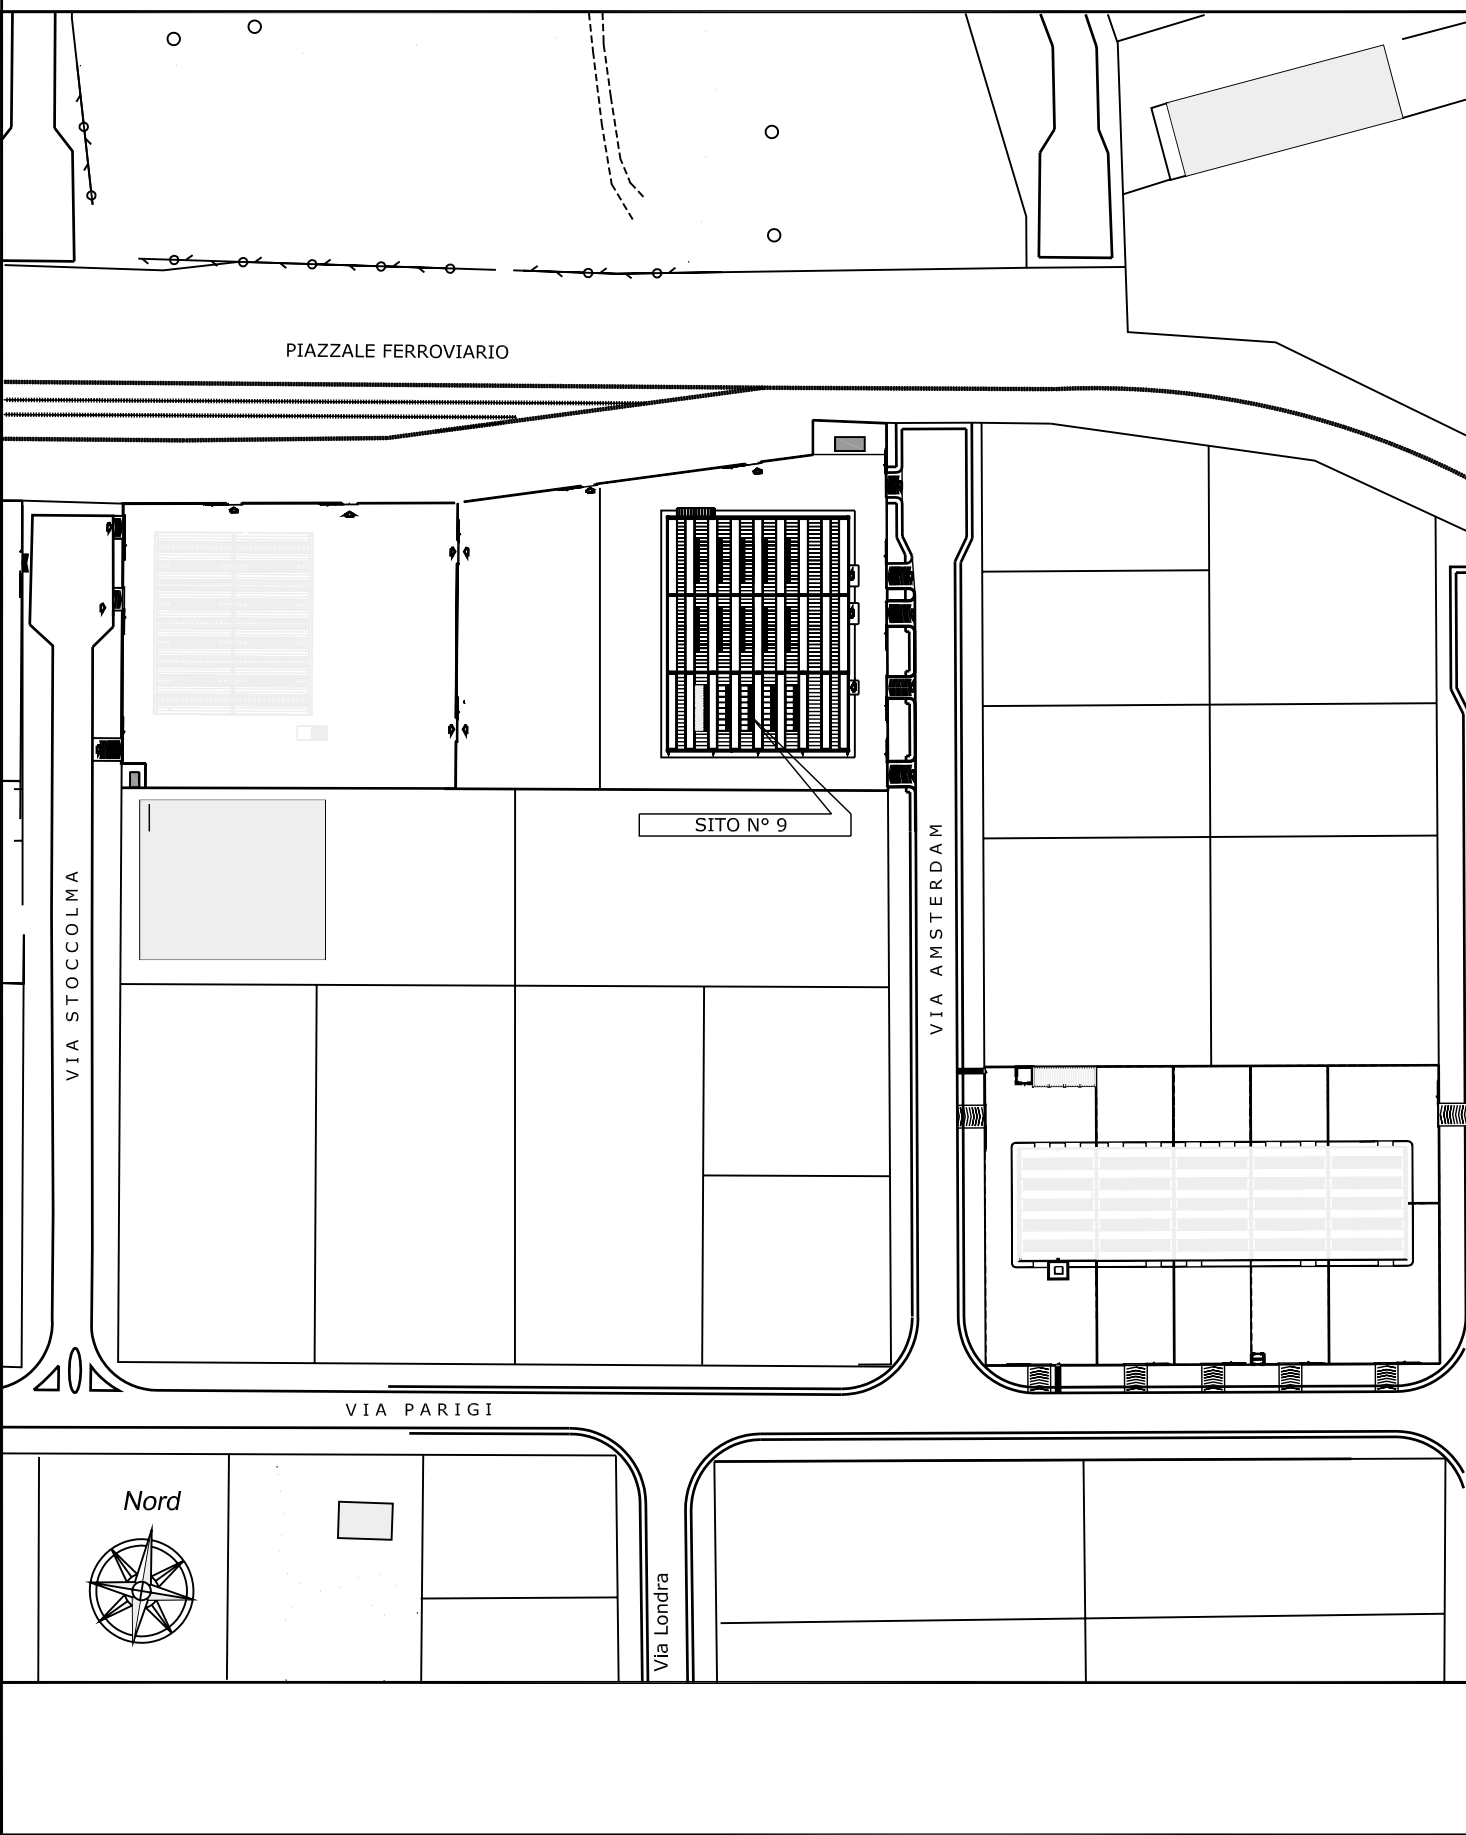 PIAZZALE FERROVIARIO
SITO N° 9
VIA STOCCOLMA
VIA AMSTERDAM
VIA PARIGI
Nord
Via Londra